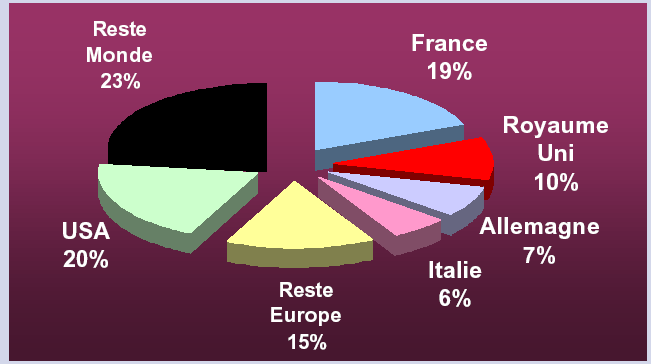 Reste
Monde
23%
France
19%
Royaume
Uni
10%
Allemagne
7%
Italie
6%
Reste
Europe
15%
USA
20%